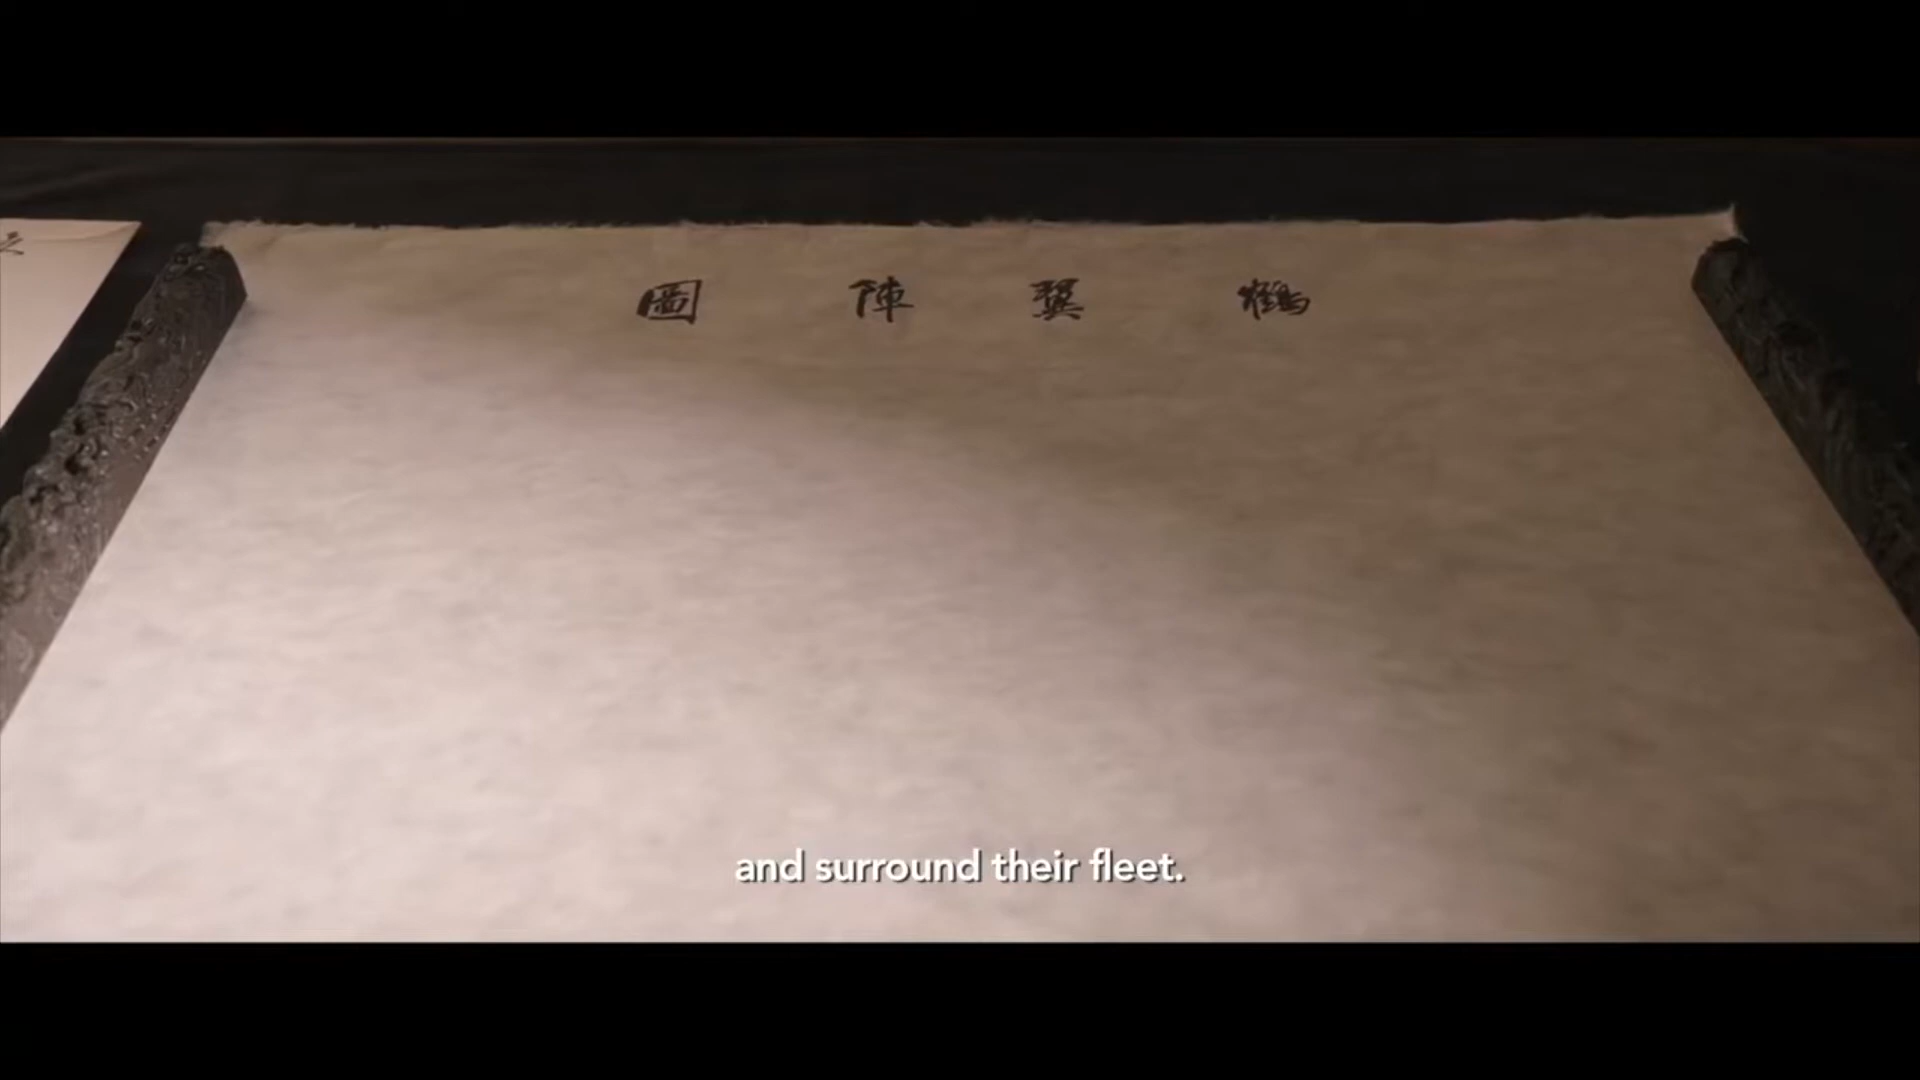 鶴翼陣圖
and surround their fleet.